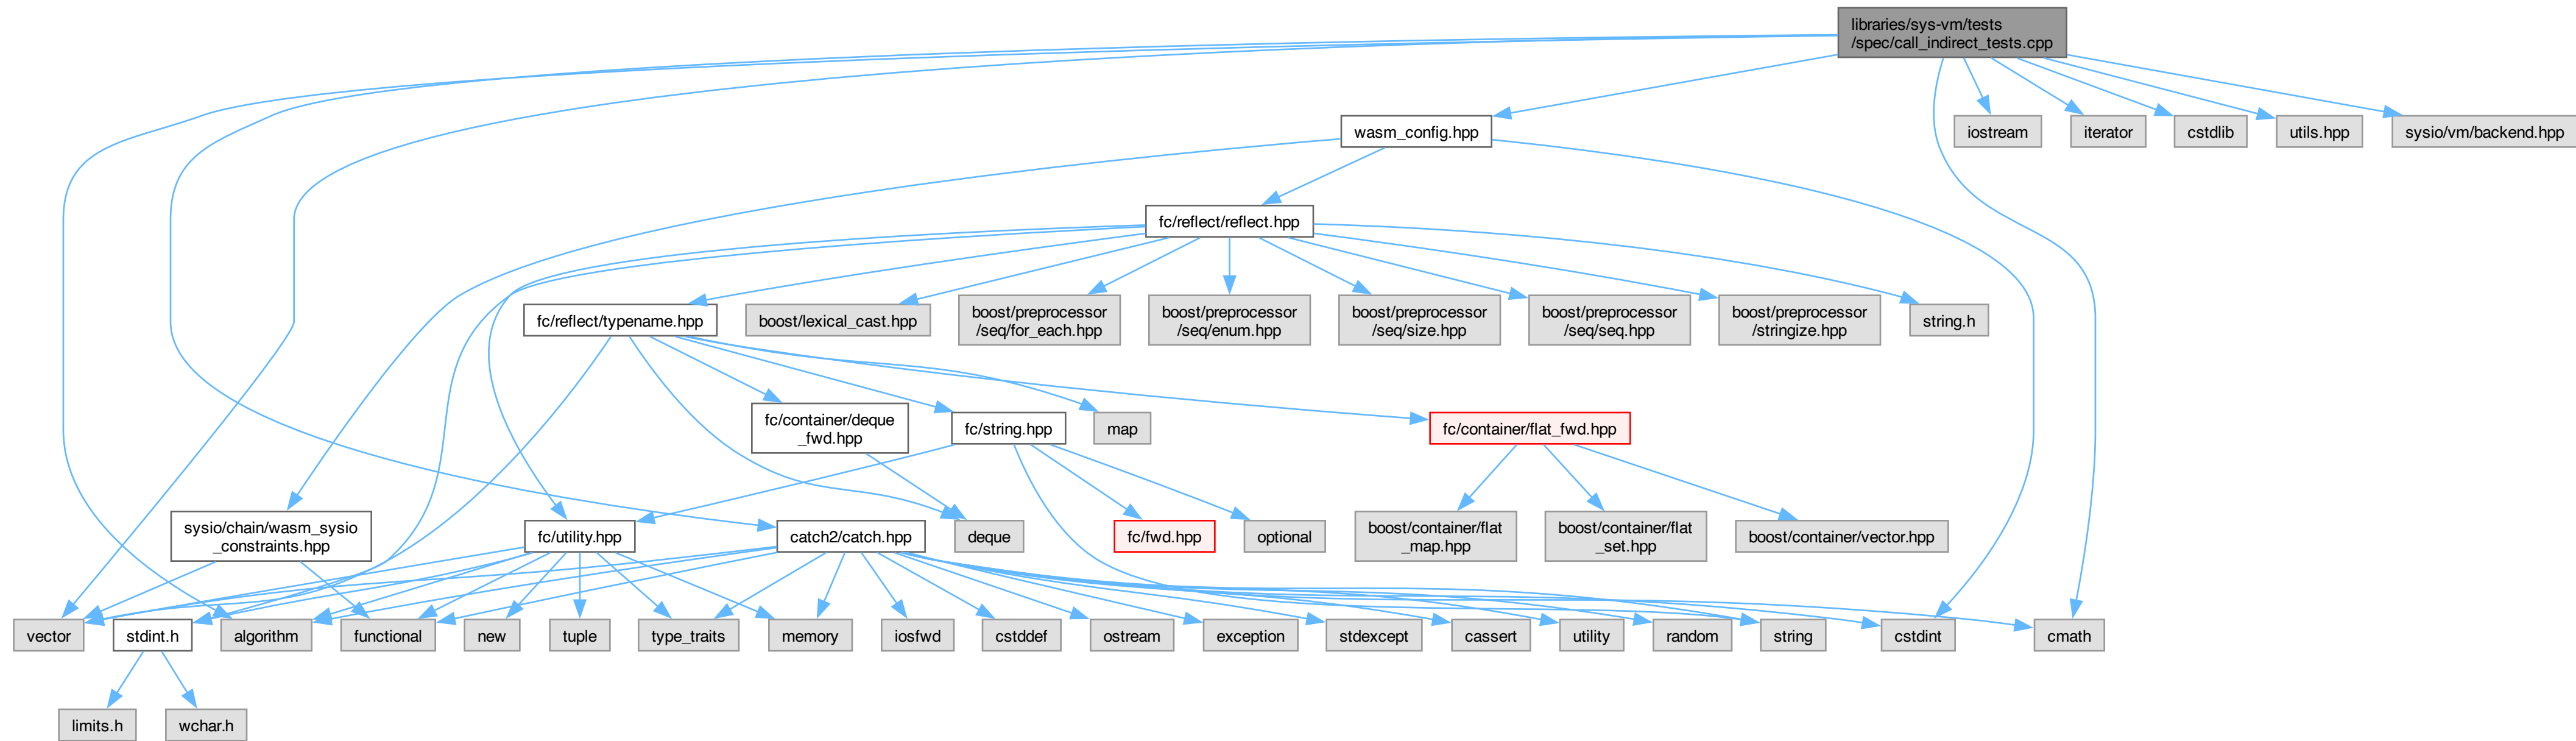 libraries/sys-vm/tests
/spec/call_indirect_tests.cpp
wasm_config.hpp
iostream
iterator
cstdlib
utils.hpp
sysio/vm/backend.hpp
fc/reflect/reflect.hpp
fc/reflect/typename.hpp
boost/lexical_cast.hpp
boost/preprocessor
/seq/for_each.hpp
boost/preprocessor
/seq/enum.hpp
boost/preprocessor
/seq/size.hpp
boost/preprocessor
/seq/seq.hpp
boost/preprocessor
/stringize.hpp
string.h
fc/container/deque
_fwd.hpp
fc/string.hpp
map
fc/container/flat_fwd.hpp
sysio/chain/wasm_sysio
_constraints.hpp
fc/utility.hpp
catch2/catch.hpp
deque
fc/fwd.hpp
optional
boost/container/flat
_map.hpp
boost/container/flat
_set.hpp
boost/container/vector.hpp
vector
stdint.h
algorithm
functional
new
tuple
type_traits
memory
iosfwd
cstddef
ostream
exception
stdexcept
cassert
utility
random
string
cstdint
cmath
limits.h
wchar.h